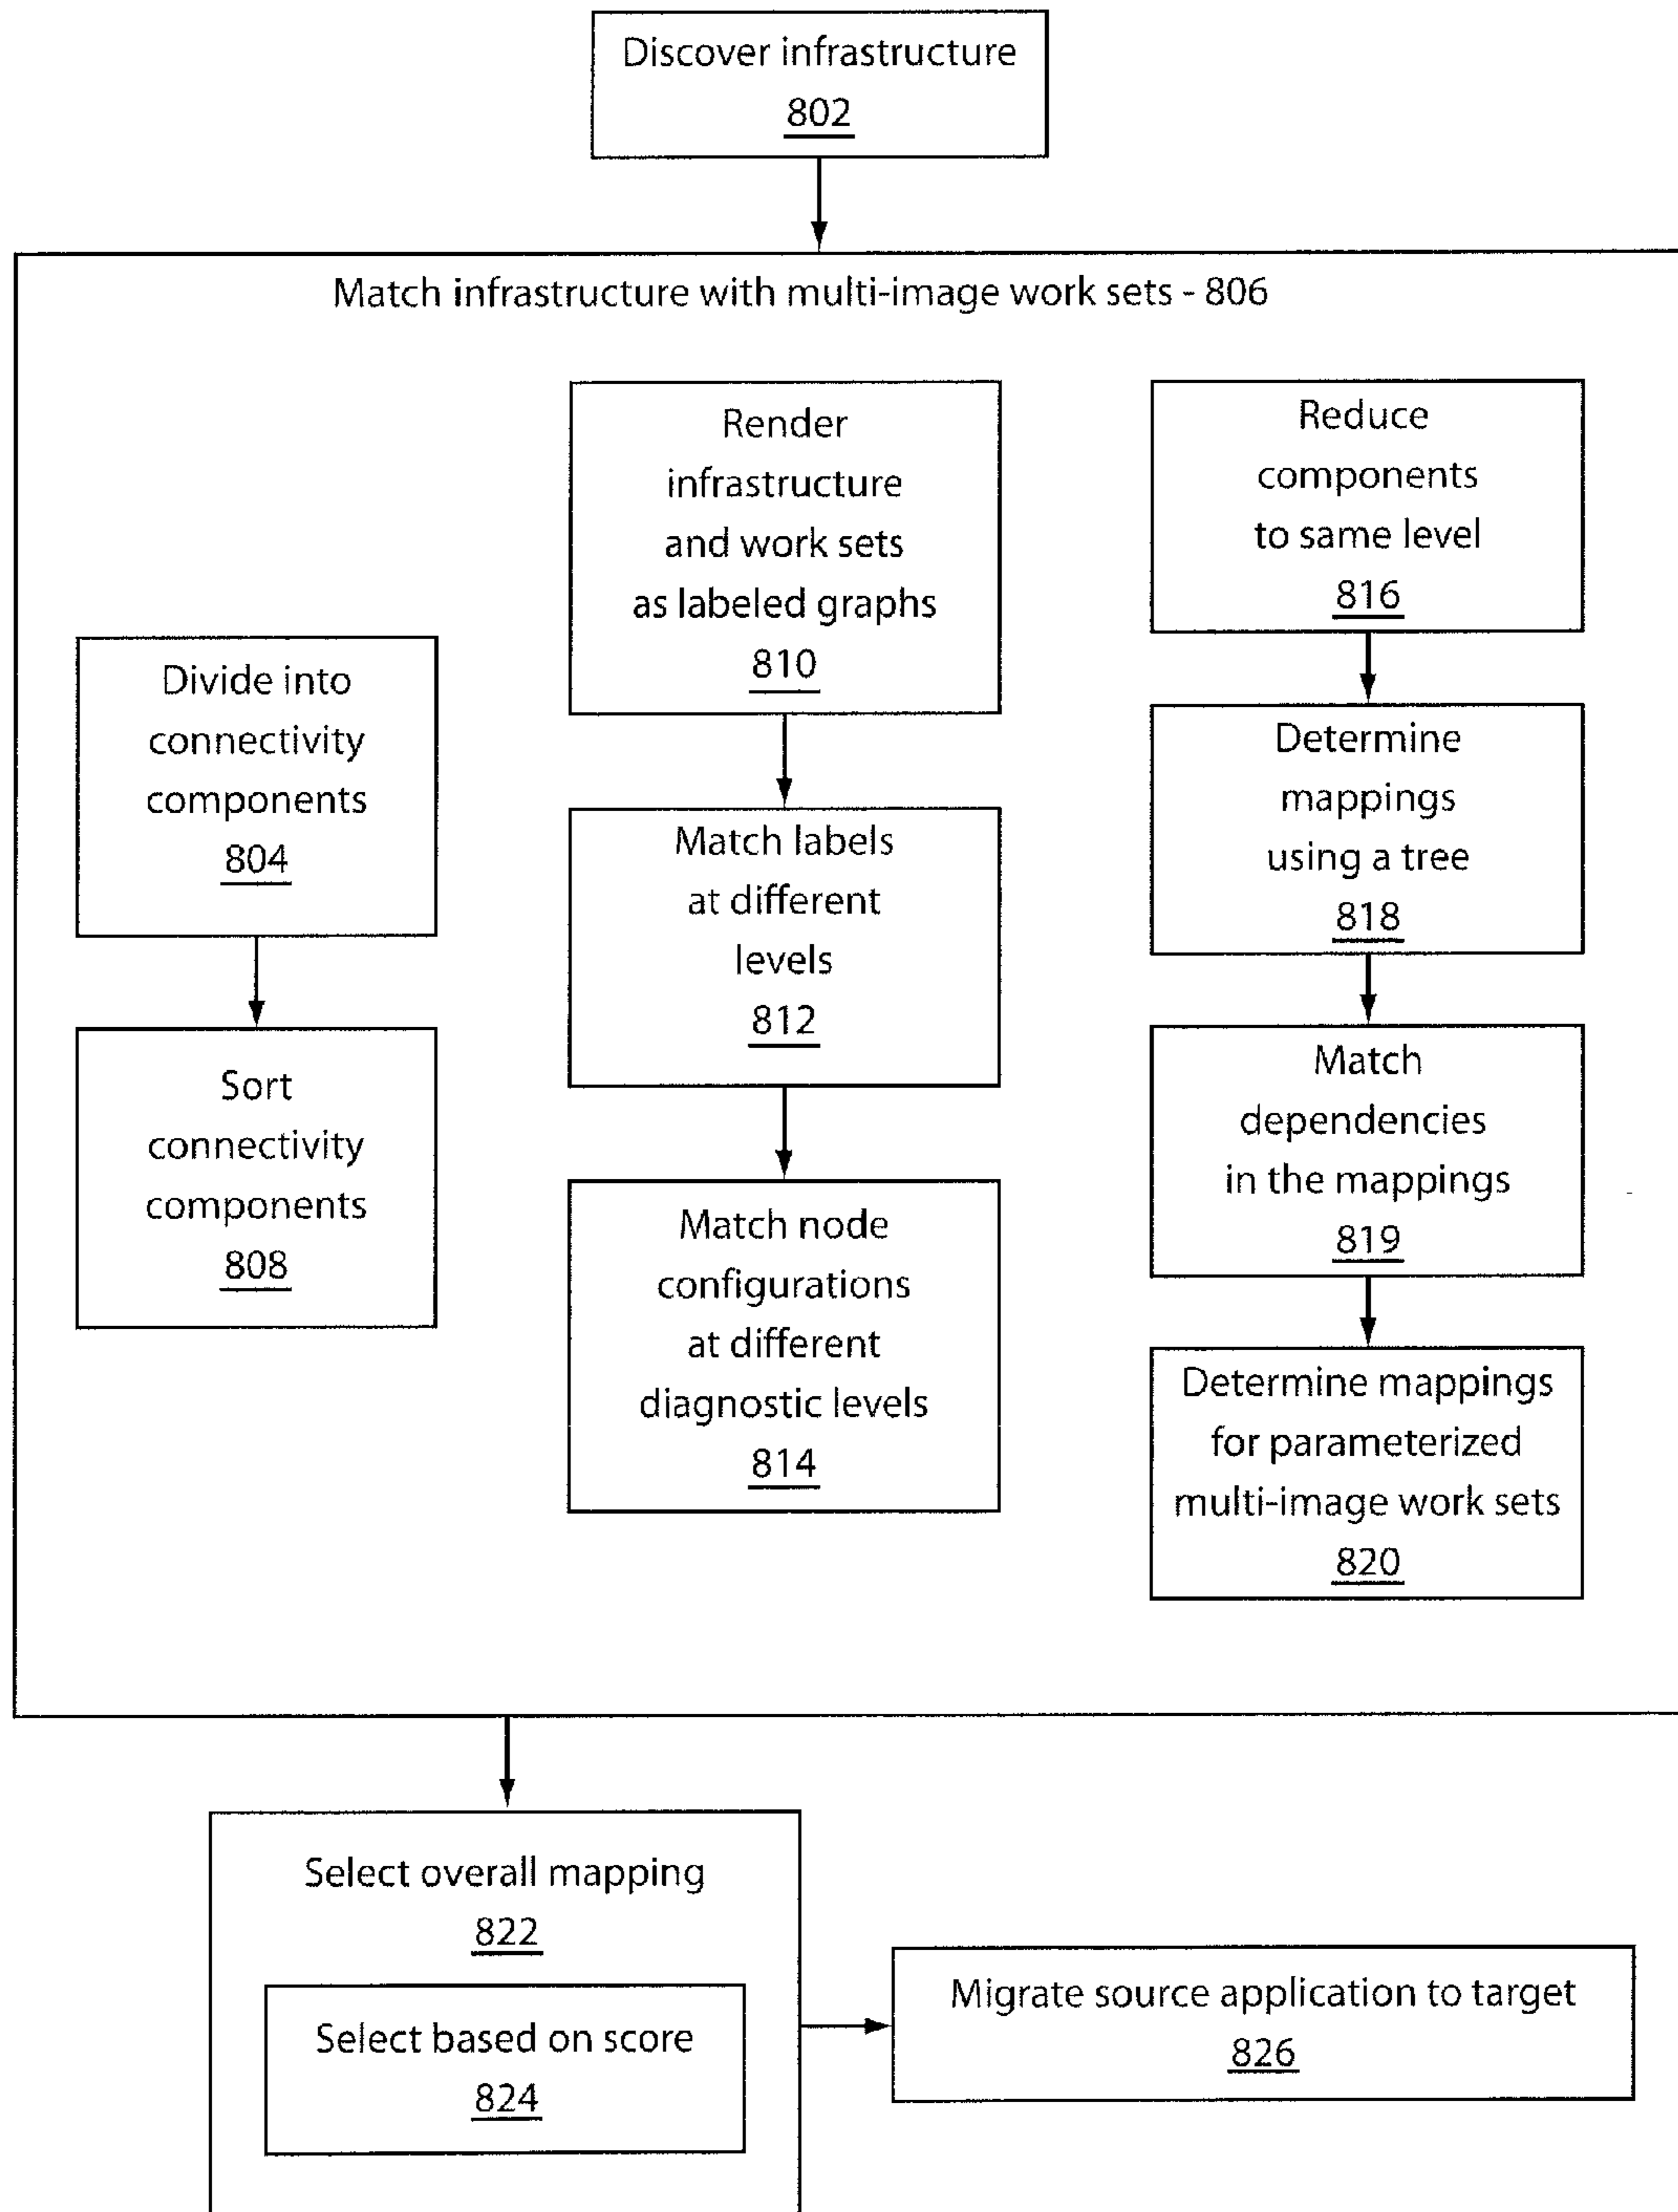 Discover infrastructure
802
Match infrastructure with multi-image work sets - 806
Divide into
connectivity
components
804
Sort
connectivity
components
808
Render
infrastructure
and work sets
as labeled graphs
810
Match labels
at different
levels
812
Match node
configurations
at different
diagnostic levels
814
Reduce
components
to same level
816
Determine
mappings
using a tree
818
Match
dependencies
in the mappings
819
Determine mappings
for parameterized
multi-image work sets
820
Select overall mapping
822
Select based on score
824
Migrate source application to target
826